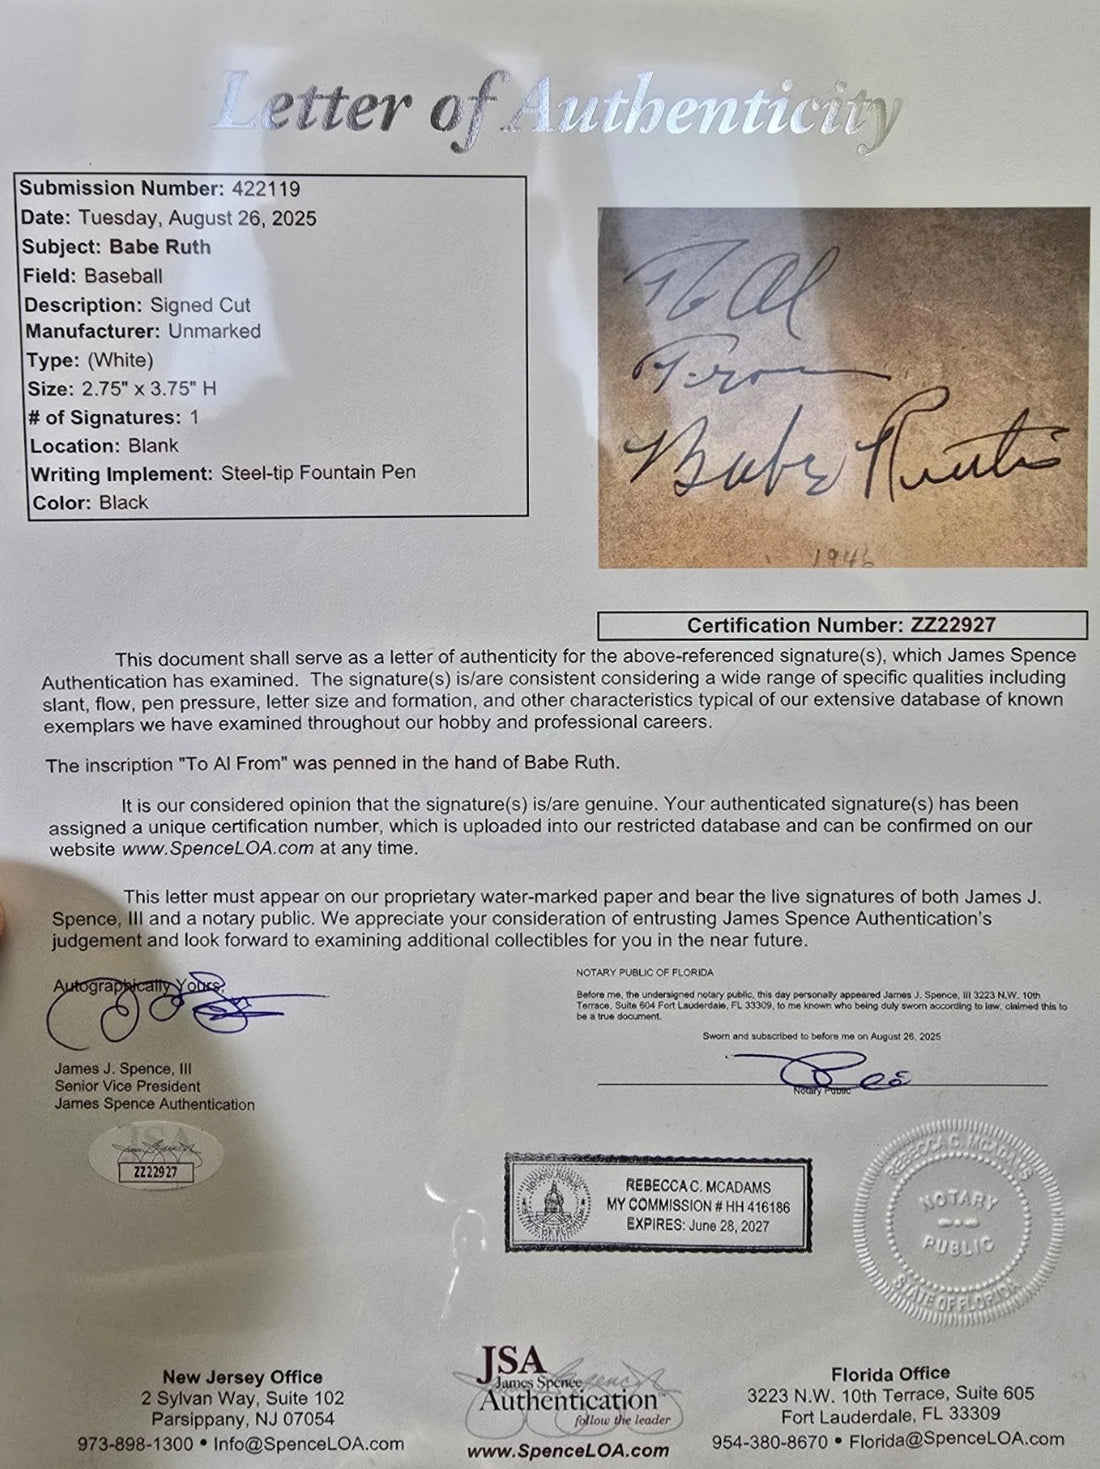 Letter of Authenticity
Submission Number: 422119
Date: Tuesday, August 26, 2025
Subject: Babe Ruth
Field: Baseball
Description: Signed Cut
Manufacturer: Unmarked
Type: (White)
Size: 2.75" x 3.75" H
# of Signatures: 1
Location: Blank
Writing Implement: Steel-tip Fountain Pen
Color: Black
To Al
From
Babe Ruth
1946
Certification Number: ZZ22927
This document shall serve as a letter of authenticity for the above-referenced signature(s), which James Spence
Authentication has examined. The signature(s) is/are consistent considering a wide range of specific qualities including
slant, flow, pen pressure, letter size and formation, and other characteristics typical of our extensive database of known
exemplars we have examined throughout our hobby and professional careers.
The inscription "To Al From" was penned in the hand of Babe Ruth.
It is our considered opinion that the signature(s) is/are genuine. Your authenticated signature(s) has been
assigned a unique certification number, which is uploaded into our restricted database and can be confirmed on our
website www.SpenceLOA.com at any time.
This letter must appear on our proprietary water-marked paper and bear the live signatures of both James J.
Spence, III and a notary public. We appreciate your consideration of entrusting James Spence Authentication's
judgement and look forward to examining additional collectibles for you in the near future.
Autographically Yours,
James J. Spence, III
Senior Vice President
James Spence Authentication
JSA
ZZ22927
NOTARY PUBLIC OF FLORIDA
Before me, the undersigned notary public, this day personally appeared James J. Spence, III 3223 N.W. 10th
Terrace, Suite 604 Fort Lauderdale, FL 33309, to me known who being duly sworn according to law, claimed this to
be a true document.
Sworn and subscribed to before me on August 26, 2025
Notary Public
REBECCA C. MCADAMS
MY COMMISSION # HH 416186
EXPIRES: June 28, 2027
REBECCA C. MCADAMS
NOTARY
PUBLIC
STATE OF FLORIDA
New Jersey Office
2 Sylvan Way, Suite 102
Parsippany, NJ 07054
973-898-1300 • Info@SpenceLOA.com
JSA
James Spence
Authentication™
follow the leader
www.SpenceLOA.com
Florida Office
3223 N.W. 10th Terrace, Suite 605
Fort Lauderdale, FL 33309
954-380-8670 • Florida@SpenceLOA.com